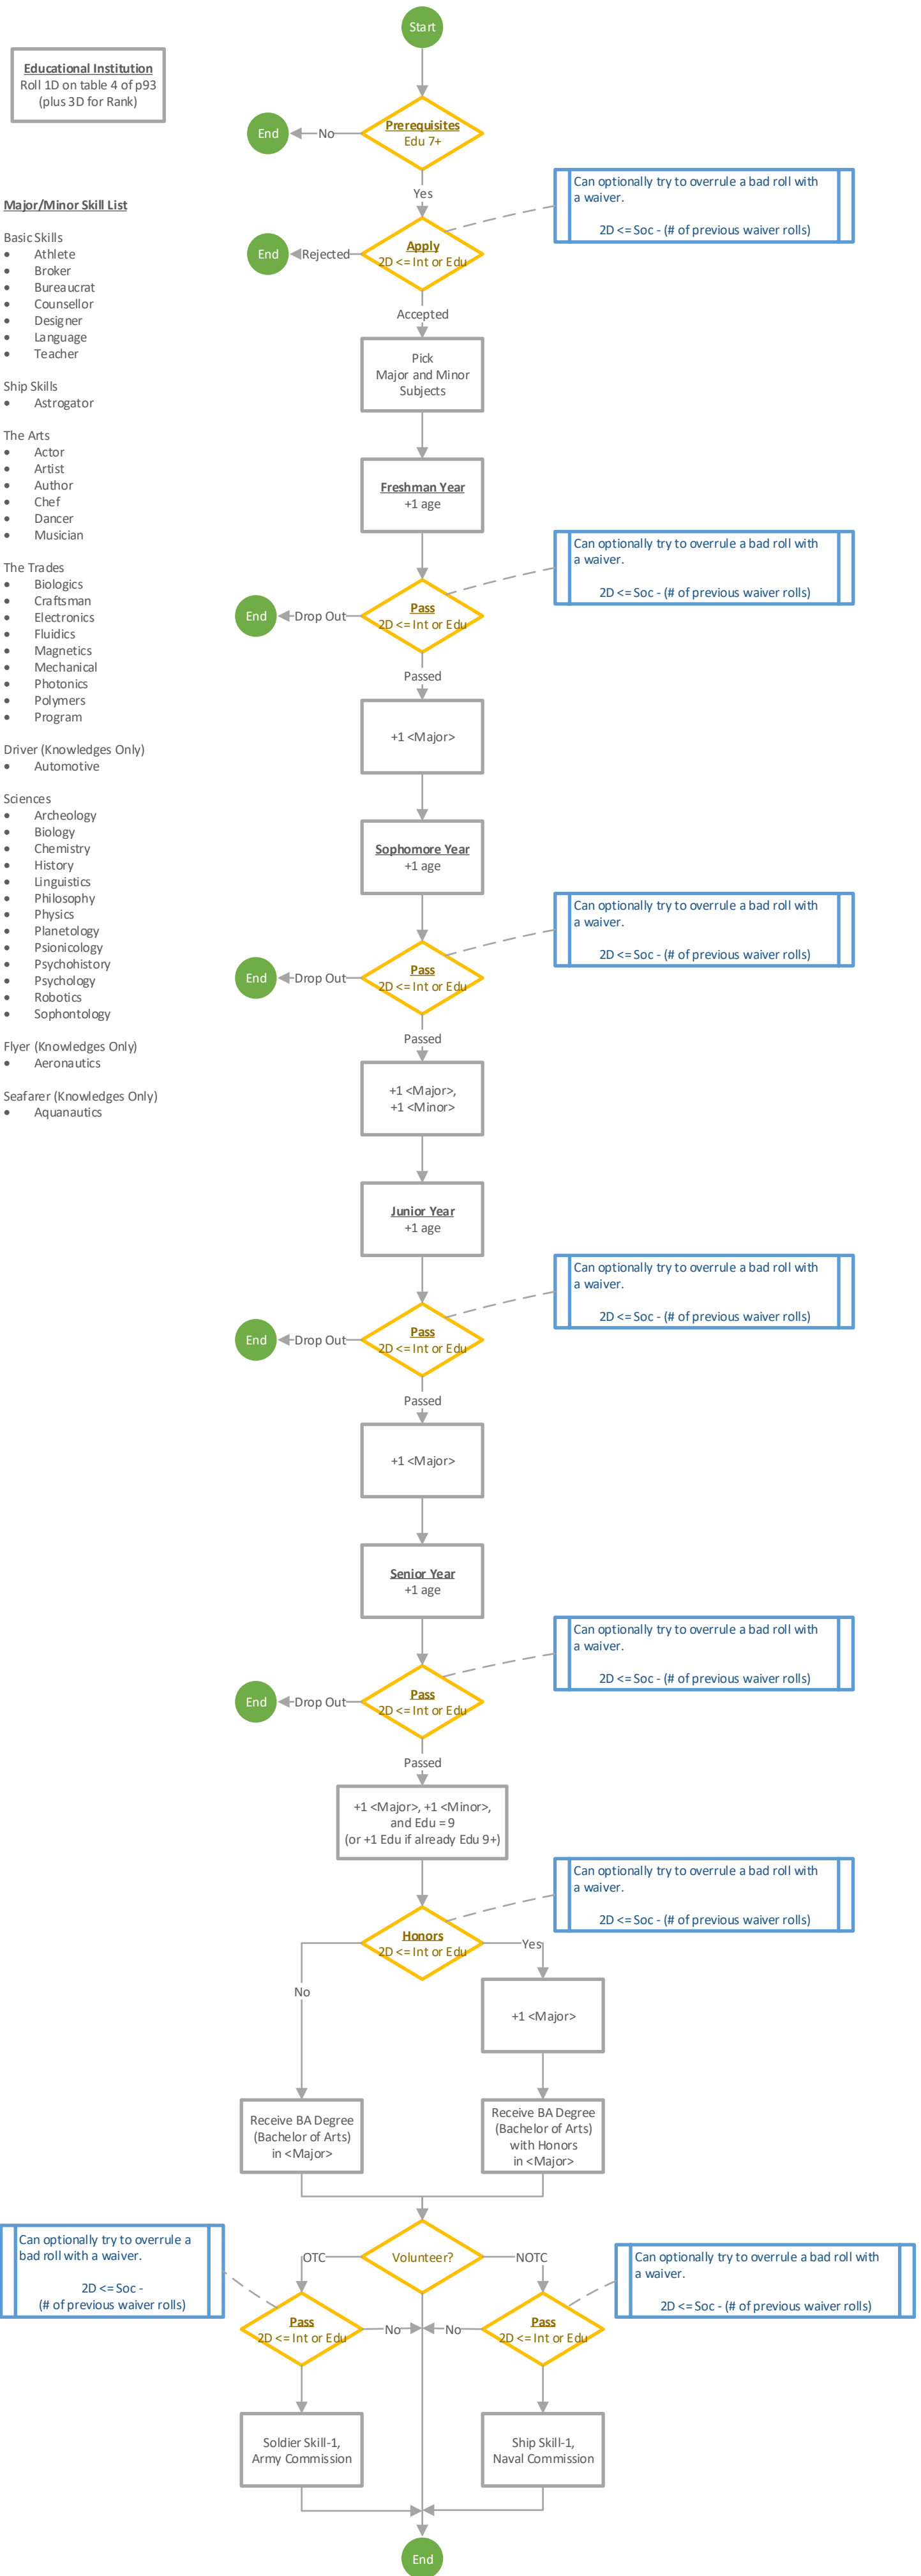 Start
Educational Institution
Roll 1D on table 4 of p93
(plus 3D for Rank)
Prerequisites
Edu 7+
No
End
Yes
Can optionally try to overrule a bad roll with
a waiver.
2D <= Soc - (# of previous waiver rolls)
Major/Minor Skill List
Basic Skills
• Athlete
• Broker
• Bureaucrat
• Counsellor
• Designer
• Language
• Teacher
Ship Skills
• Astrogator
The Arts
• Actor
• Artist
• Author
• Chef
• Dancer
• Musician
The Trades
• Biologics
• Craftsman
• Electronics
• Fluidics
• Magnetics
• Mechanical
• Photonics
• Polymers
• Program
Driver (Knowledges Only)
• Automotive
Sciences
• Archeology
• Biology
• Chemistry
• History
• Linguistics
• Philosophy
• Physics
• Planetology
• Psionicology
• Psychohistory
• Psychology
• Robotics
• Sophontology
Flyer (Knowledges Only)
• Aeronautics
Seafarer (Knowledges Only)
• Aquanautics
Apply
2D <= Int or Edu
Rejected
End
Accepted
Pick
Major and Minor
Subjects
Freshman Year
+1 age
Can optionally try to overrule a bad roll with
a waiver.
2D <= Soc - (# of previous waiver rolls)
Pass
2D <= Int or Edu
Drop Out
End
Passed
+1 <Major>
Sophomore Year
+1 age
Can optionally try to overrule a bad roll with
a waiver.
2D <= Soc - (# of previous waiver rolls)
Pass
2D <= Int or Edu
Drop Out
End
Passed
+1 <Major>,
+1 <Minor>
Junior Year
+1 age
Can optionally try to overrule a bad roll with
a waiver.
2D <= Soc - (# of previous waiver rolls)
Pass
2D <= Int or Edu
Drop Out
End
Passed
+1 <Major>
Senior Year
+1 age
Can optionally try to overrule a bad roll with
a waiver.
2D <= Soc - (# of previous waiver rolls)
Pass
2D <= Int or Edu
Drop Out
End
Passed
+1 <Major>, +1 <Minor>,
and Edu = 9
(or +1 Edu if already Edu 9+)
Can optionally try to overrule a bad roll with
a waiver.
2D <= Soc - (# of previous waiver rolls)
Honors
2D <= Int or Edu
Yes
No
+1 <Major>
Receive BA Degree
(Bachelor of Arts)
in <Major>
Receive BA Degree
(Bachelor of Arts)
with Honors
in <Major>
Volunteer?
OTC
NOTC
Can optionally try to overrule a
bad roll with a waiver.
2D <= Soc -
(# of previous waiver rolls)
Can optionally try to overrule a bad roll with
a waiver.
2D <= Soc - (# of previous waiver rolls)
Pass
2D <= Int or Edu
No
No
Pass
2D <= Int or Edu
Soldier Skill-1,
Army Commission
Ship Skill-1,
Naval Commission
End